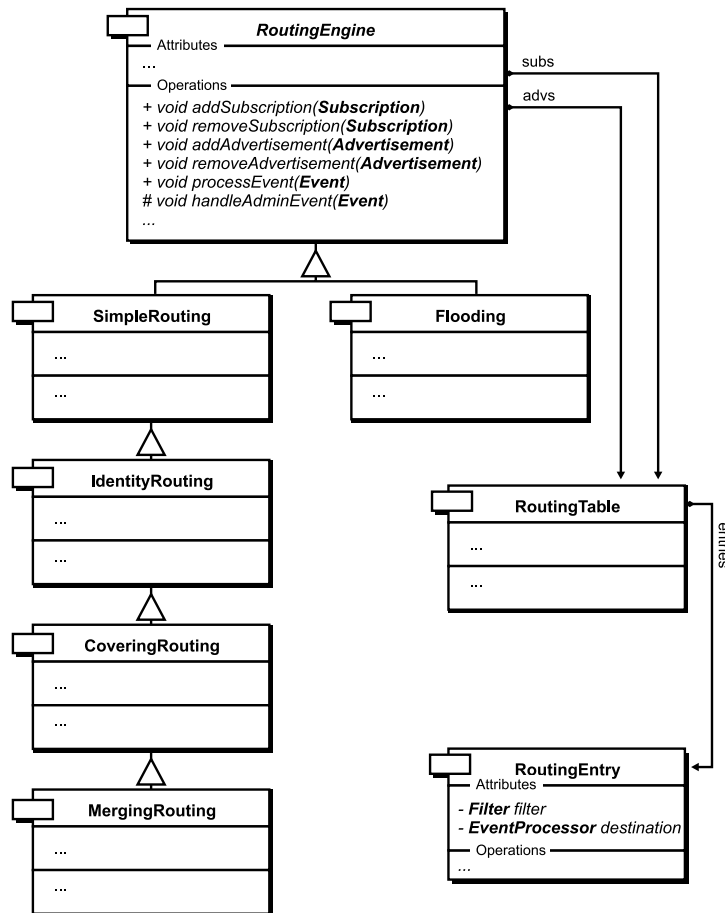 RoutingEngine
Attributes
...
Operations
+ void addSubscription(Subscription)
+ void removeSubscription(Subscription)
+ void addAdvertisement(Advertisement)
+ void removeAdvertisement(Advertisement)
+ void processEvent(Event)
# void handleAdminEvent(Event)
...
subs
advs
SimpleRouting
...
...
Flooding
...
...
IdentityRouting
...
...
RoutingTable
...
...
entries
CoveringRouting
...
...
MergingRouting
...
...
RoutingEntry
Attributes
- Filter filter
- EventProcessor destination
Operations
...